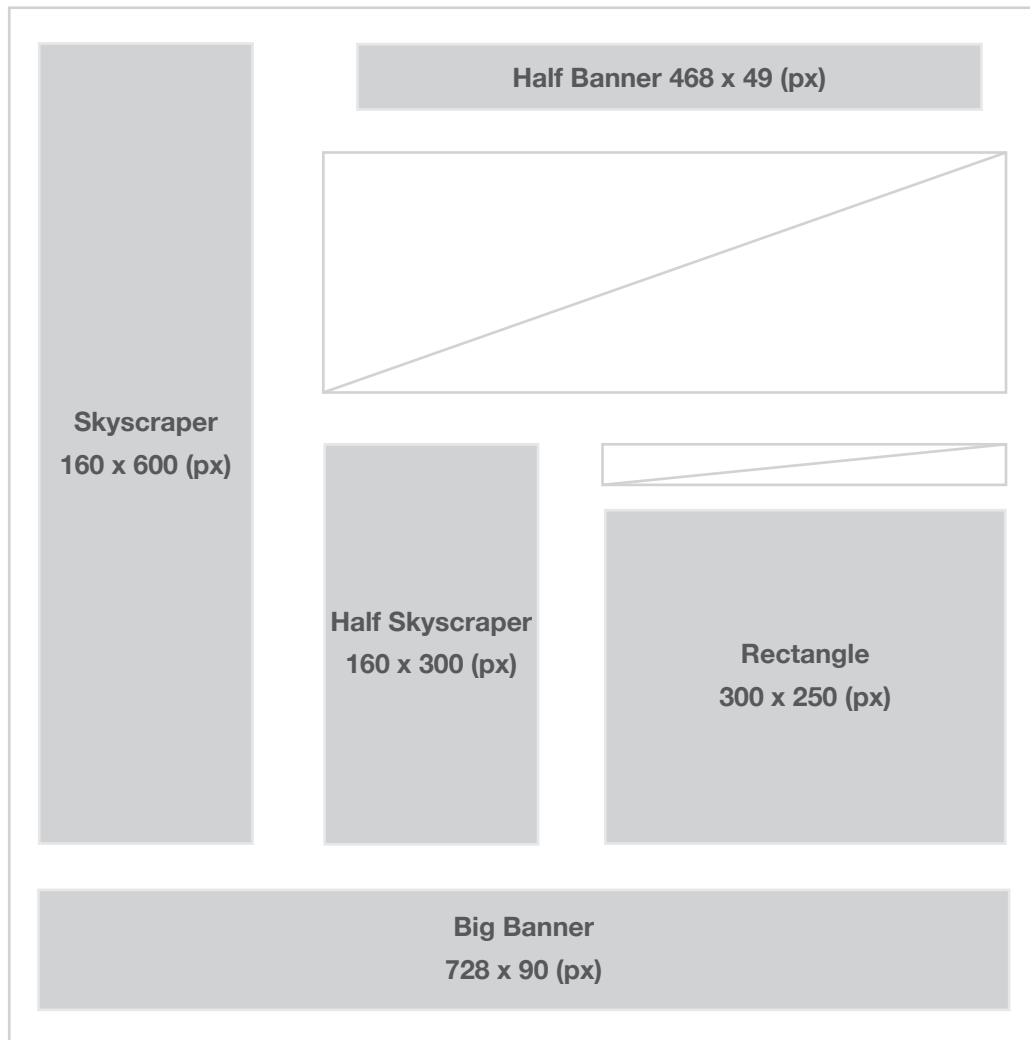 Half Banner 468 x 49 (px)
Skyscraper
160 x 600 (px)
Half Skyscraper
160 x 300 (px)
Rectangle
300 x 250 (px)
Big Banner
728 x 90 (px)